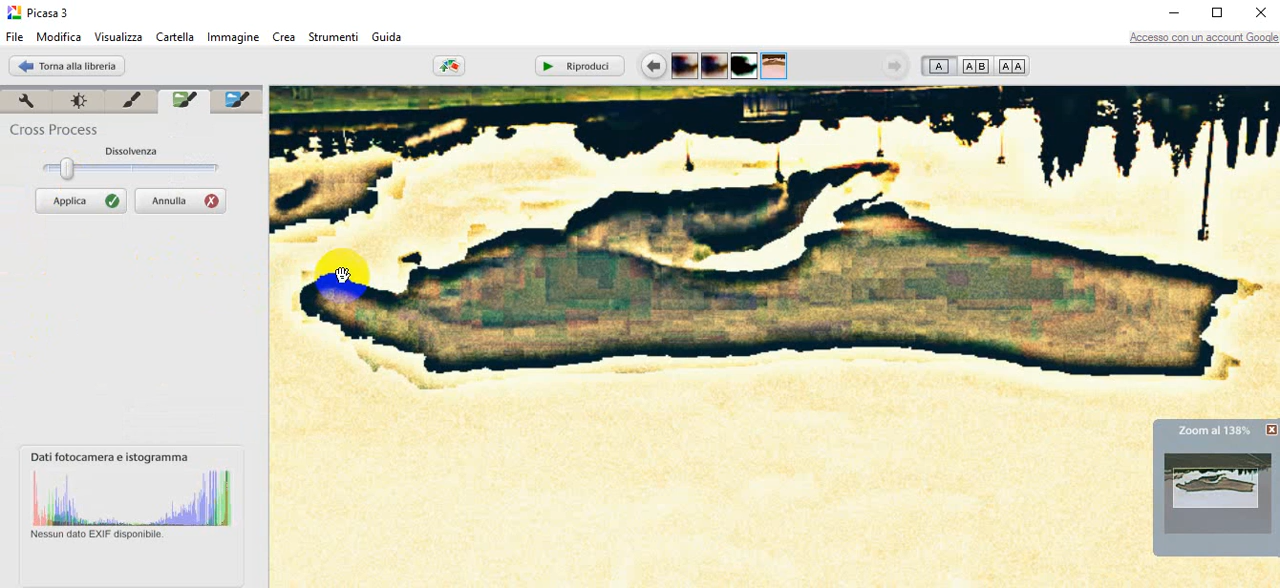 Picasa 3
File Modifica Visualizza Cartella Immagine Crea Strumenti Guida
Accesso con un account Google
Torna alla libreria
Riproduci
A
A B
A A
Cross Process
Dissolvenza
Applica
Annulla
Zoom al 138%
Dati fotocamera e istogramma
Nessun dato EXIF disponibile.